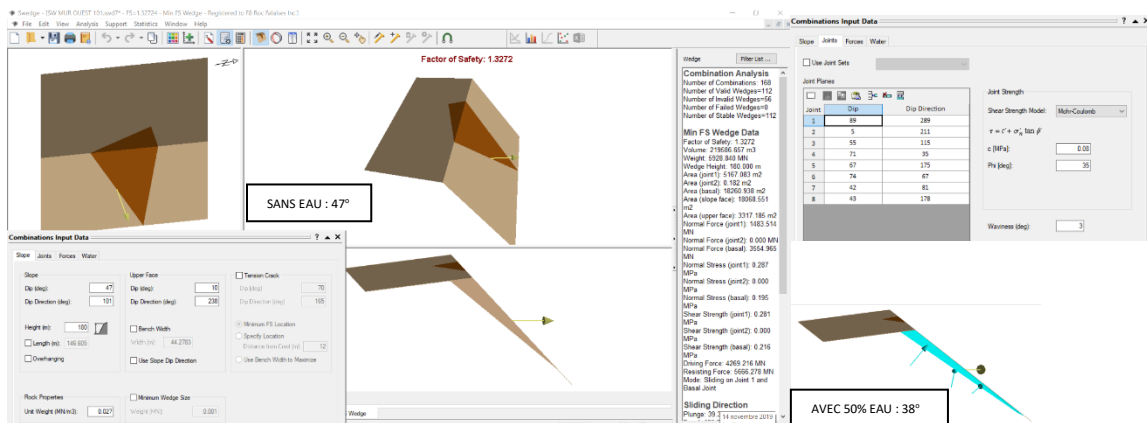 Swedge - [SW MUR OUEST 101.swd7* - FS=1.32724 - Min FS Wedge - Registered to F8 Roc Falaises Inc.]
File Edit View Analysis Support Statistics Window Help
Factor of Safety: 1.3272
SANS EAU : 47°
Wedge Filter List ...
Combination Analysis
Number of Combinations: 168
Number of Valid Wedges=112
Number of Invalid Wedges=56
Number of Failed Wedges=0
Number of Stable Wedges=112
Min FS Wedge Data
Factor of Safety: 1.3272
Volume: 219586.657 m3
Weight: 5928.840 MN
Wedge Height: 180.000 m
Area (joint1): 5167.083 m2
Area (joint2): 0.182 m2
Area (basal): 18260.938 m2
Area (slope face): 18068.551
m2
Area (upper face): 3317.185 m2
Normal Force (joint1): 1483.514
MN
Normal Force (joint2): 0.000 MN
Normal Force (basal): 3554.965
MN
Normal Stress (joint1): 0.287
MPa
Normal Stress (joint2): 0.000
MPa
Normal Stress (basal): 0.195
MPa
Shear Strength (joint1): 0.281
MPa
Shear Strength (joint2): 0.000
MPa
Shear Strength (basal): 0.216
MPa
Driving Force: 4269.216 MN
Resisting Force: 5666.278 MN
Mode: Sliding on Joint 1 and
Basal Joint
Sliding Direction
Plunge: 39.2
14 novembre 2019
Wedge
Combinations Input Data
Slope Joints Forces Water
Slope
Dip (deg): 47
Dip Direction (deg): 101
Height (m): 180
Length (m): 146.605
Overhanging
Upper Face
Dip (deg): 10
Dip Direction (deg): 238
Bench Width
Width (m): 44.2783
Use Slope Dip Direction
Tension Crack
Dip (deg) 70
Dip Direction (deg) 165
Minimum FS Location
Specify Location
Distance from Crest (m) 12
Use Bench Width to Maximize
Rock Properties
Unit Weight (MN/m3): 0.027
Minimum Wedge Size
Weight (MN): 0.001
Combinations Input Data
Slope Joints Forces Water
Use Joint Sets
Joint Planes
Joint Dip Dip Direction
1 89 289
2 5 211
3 55 115
4 71 35
5 67 175
6 74 67
7 42 81
8 43 178
Joint Strength
Shear Strength Model: Mohr-Coulomb
c [MPa]: 0.08
Phi [deg]: 35
Waviness (deg): 3
AVEC 50% EAU : 38°